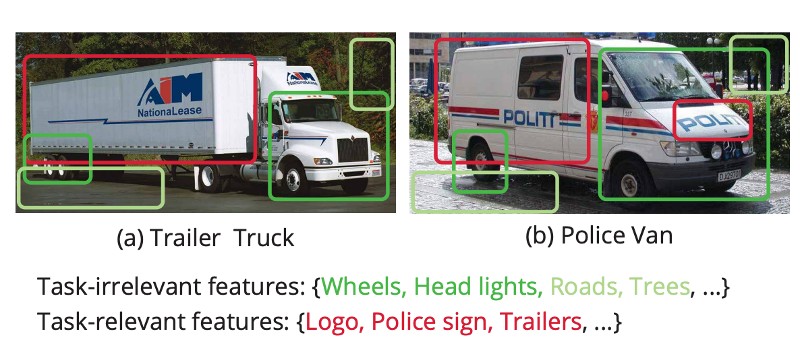 AIM
NationaLease
AIM
POLITI
POLITI
(a) Trailer Truck
(b) Police Van
Task-irrelevant features: {Wheels, Head lights, Roads, Trees, ...}
Task-relevant features: {Logo, Police sign, Trailers, ...}